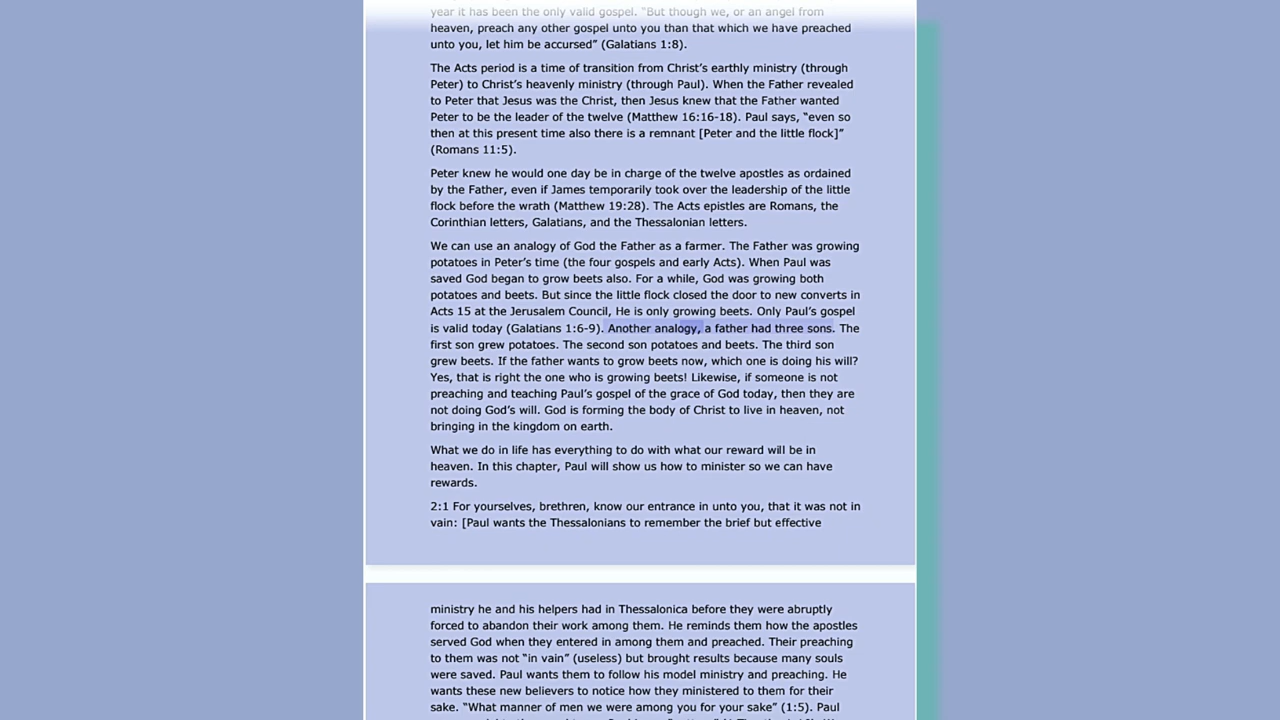 year it has been the only valid gospel. "But though we, or an angel from
heaven, preach any other gospel unto you than that which we have preached
unto you, let him be accursed” (Galatians 1:8).
The Acts period is a time of transition from Christ’s earthly ministry (through
Peter) to Christ’s heavenly ministry (through Paul). When the Father revealed
to Peter that Jesus was the Christ, then Jesus knew that the Father wanted
Peter to be the leader of the twelve (Matthew 16:16-18). Paul says, “even so
then at this present time also there is a remnant [Peter and the little flock]”
(Romans 11:5).
Peter knew he would one day be in charge of the twelve apostles as ordained
by the Father, even if James temporarily took over the leadership of the little
flock before the wrath (Matthew 19:28). The Acts epistles are Romans, the
Corinthian letters, Galatians, and the Thessalonian letters.
We can use an analogy of God the Father as a farmer. The Father was growing
potatoes in Peter’s time (the four gospels and early Acts). When Paul was
saved God began to grow beets also. For a while, God was growing both
potatoes and beets. But since the little flock closed the door to new converts in
Acts 15 at the Jerusalem Council, He is only growing beets. Only Paul’s gospel
is valid today (Galatians 1:6-9). Another analogy, a father had three sons. The
first son grew potatoes. The second son potatoes and beets. The third son
grew beets. If the father wants to grow beets now, which one is doing his will?
Yes, that is right the one who is growing beets! Likewise, if someone is not
preaching and teaching Paul’s gospel of the grace of God today, then they are
not doing God’s will. God is forming the body of Christ to live in heaven, not
bringing in the kingdom on earth.
What we do in life has everything to do with what our reward will be in
heaven. In this chapter, Paul will show us how to minister so we can have
rewards.
2:1 For yourselves, brethren, know our entrance in unto you, that it was not in
vain: [Paul wants the Thessalonians to remember the brief but effective
ministry he and his helpers had in Thessalonica before they were abruptly
forced to abandon their work among them. He reminds them how the apostles
served God when they entered in among them and preached. Their preaching
to them was not “in vain” (useless) but brought results because many souls
were saved. Paul wants them to follow his model ministry and preaching. He
wants these new believers to notice how they ministered to them for their
sake. “What manner of men we were among you for your sake” (1:5). Paul